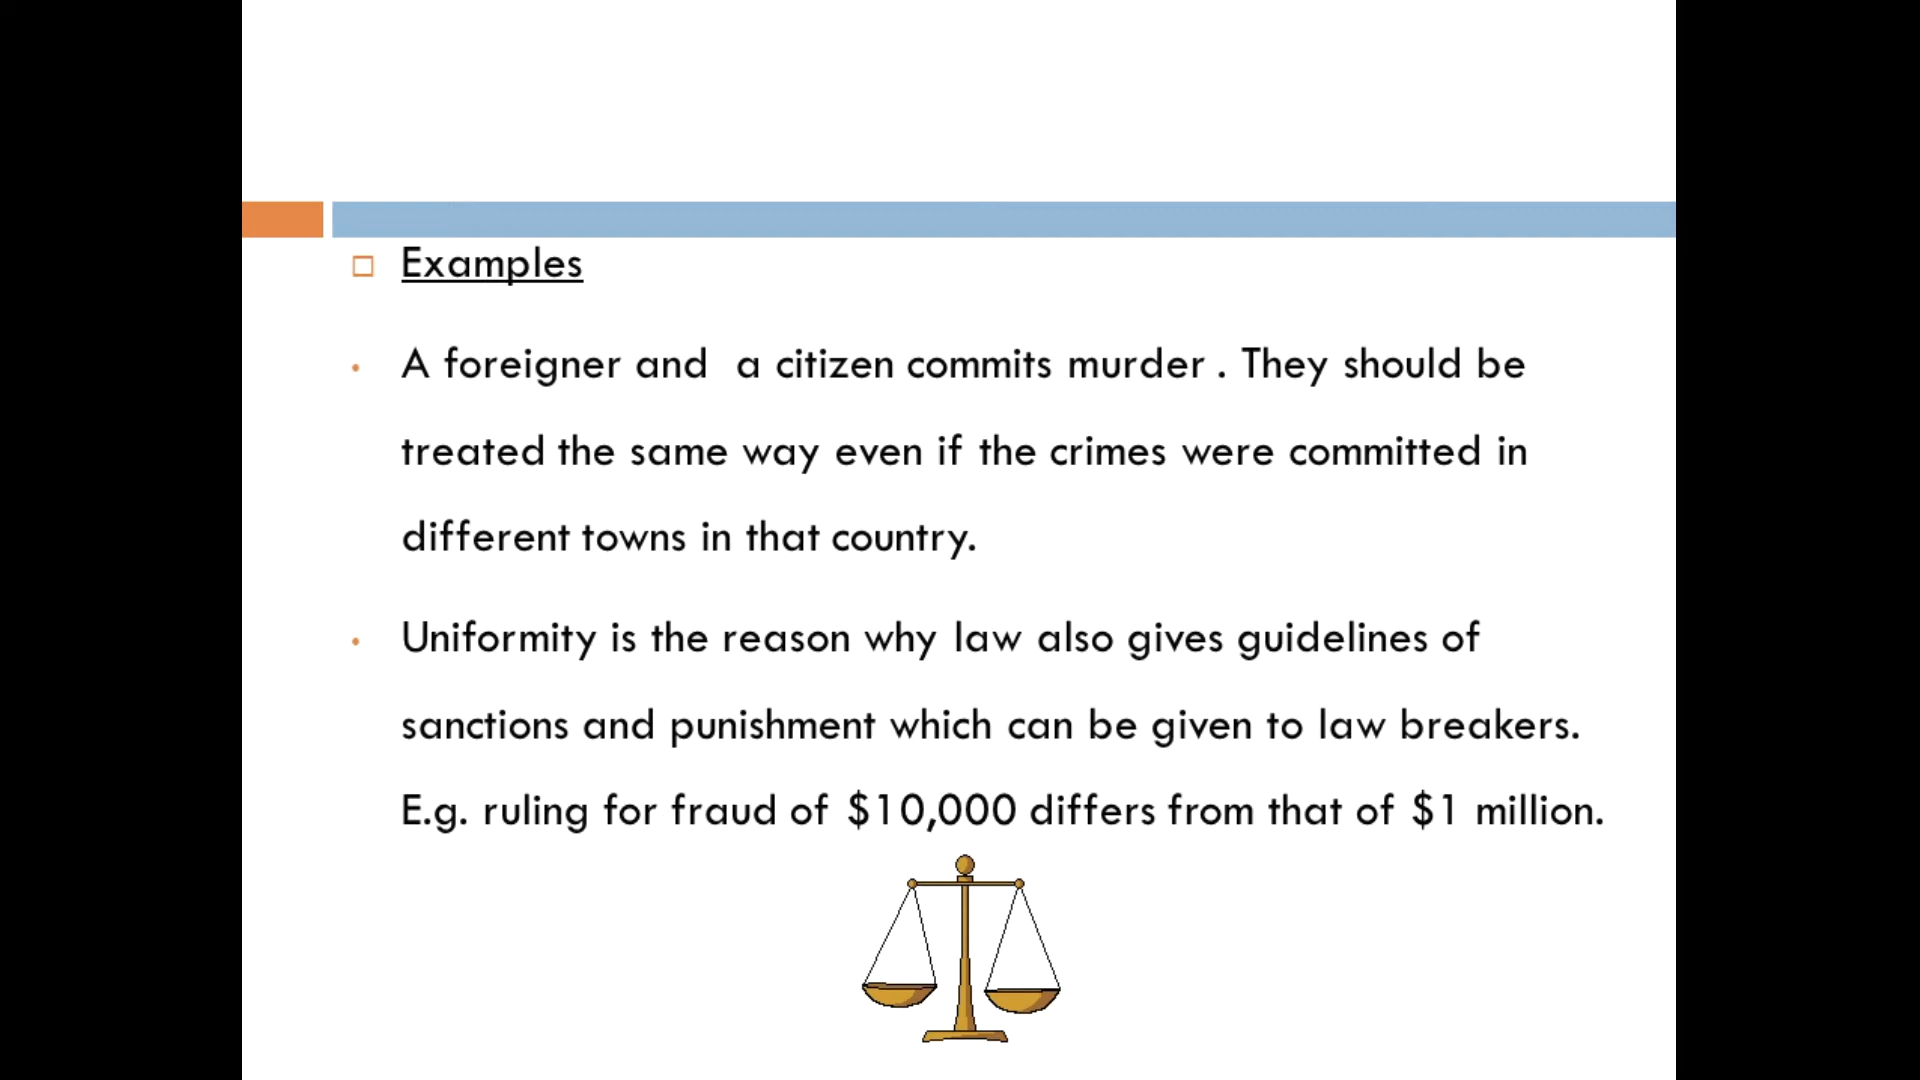 Examples
A foreigner and  a citizen commits murder . They should be
treated the same way even if the crimes were committed in
different towns in that country.
Uniformity is the reason why law also gives guidelines of
sanctions and punishment which can be given to law breakers.
E.g. ruling for fraud of $10,000 differs from that of $1 million.